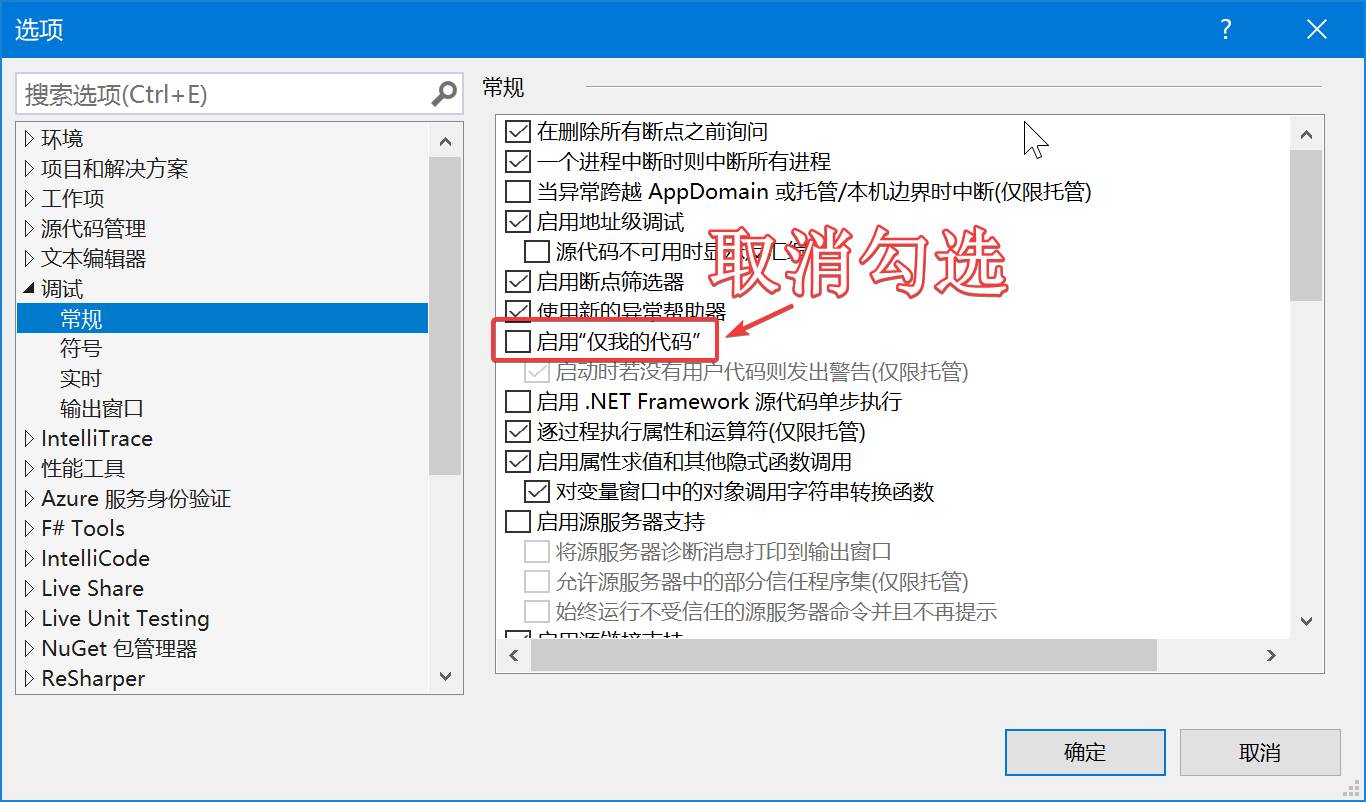 选项
搜索选项(Ctrl+E)
环境
项目和解决方案
工作项
源代码管理
文本编辑器
调试
常规
符号
实时
输出窗口
IntelliTrace
性能工具
Azure 服务身份验证
F# Tools
IntelliCode
Live Share
Live Unit Testing
NuGet 包管理器
ReSharper
常规
在删除所有断点之前询问
一个进程中断时则中断所有进程
当异常跨越 AppDomain 或托管/本机边界时中断(仅限托管)
启用地址级调试
源代码不可用时显示反汇编
取消勾选
启用断点筛选器
使用新的异常帮助器
启用“仅我的代码”
启动时若没有用户代码则发出警告(仅限托管)
启用 .NET Framework 源代码单步执行
逐过程执行属性和运算符(仅限托管)
启用属性求值和其他隐式函数调用
对变量窗口中的对象调用字符串转换函数
启用源服务器支持
将源服务器诊断消息打印到输出窗口
允许源服务器中的部分信任程序集(仅限托管)
始终运行不受信任的源服务器命令并且不再提示
启用源链接支持
确定
取消